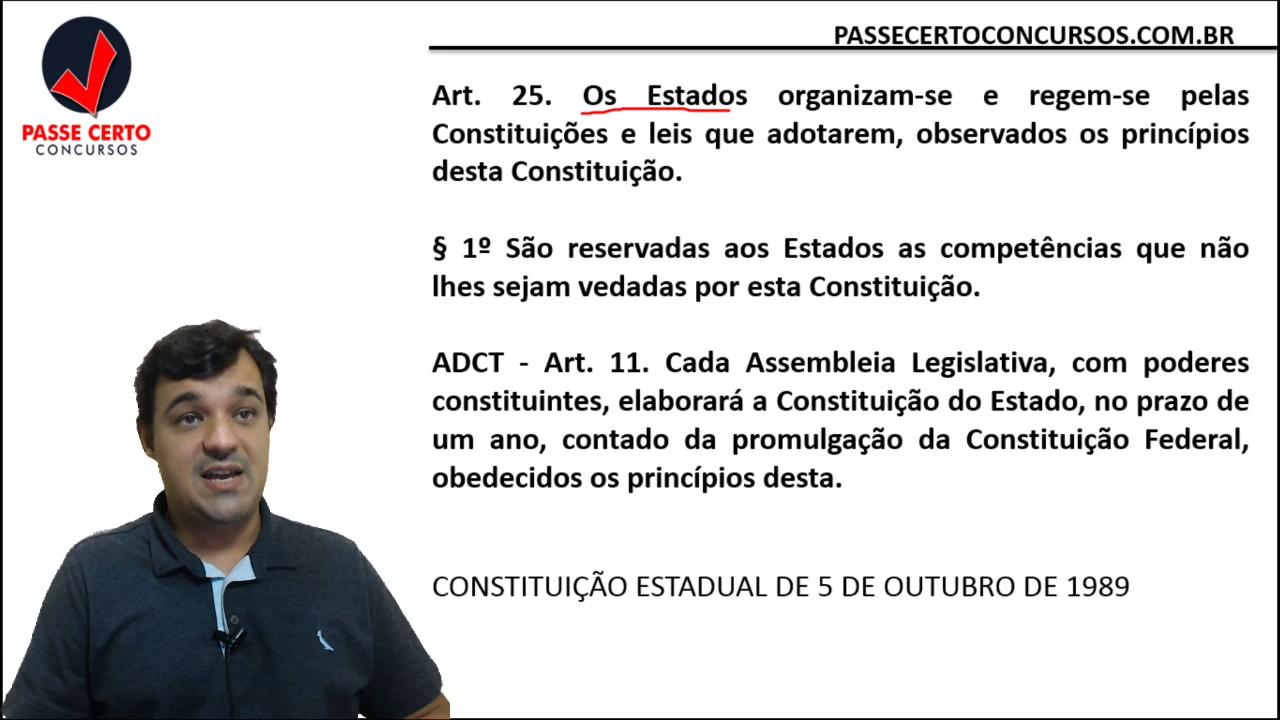 PASSECERTOCONCURSOS.COM.BR
PASSE CERTO
CONCURSOS
Art. 25. Os Estados organizam-se e regem-se pelas
Constituições e leis que adotarem, observados os princípios
desta Constituição.
§ 1º São reservadas aos Estados as competências que não
lhes sejam vedadas por esta Constituição.
ADCT - Art. 11. Cada Assembleia Legislativa, com poderes
constituintes, elaborará a Constituição do Estado, no prazo de
um ano, contado da promulgação da Constituição Federal,
obedecidos os princípios desta.
CONSTITUIÇÃO ESTADUAL DE 5 DE OUTUBRO DE 1989